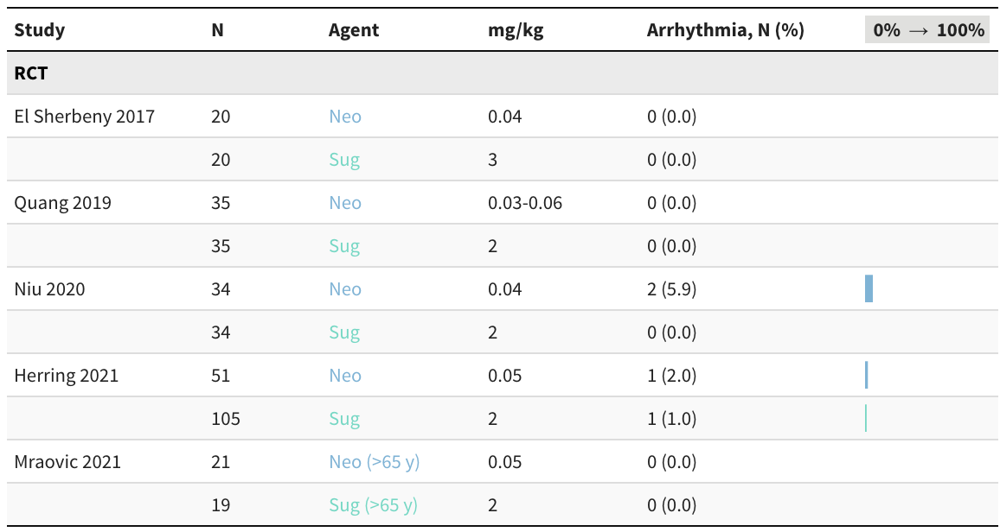 Study N Agent mg/kg Arrhythmia, N (%) 0% → 100%
RCT
El Sherbeny 2017 20 Neo 0.04 0 (0.0)
20 Sug 3 0 (0.0)
Quang 2019 35 Neo 0.03-0.06 0 (0.0)
35 Sug 2 0 (0.0)
Niu 2020 34 Neo 0.04 2 (5.9)
34 Sug 2 0 (0.0)
Herring 2021 51 Neo 0.05 1 (2.0)
105 Sug 2 1 (1.0)
Mraovic 2021 21 Neo (>65 y) 0.05 0 (0.0)
19 Sug (>65 y) 2 0 (0.0)